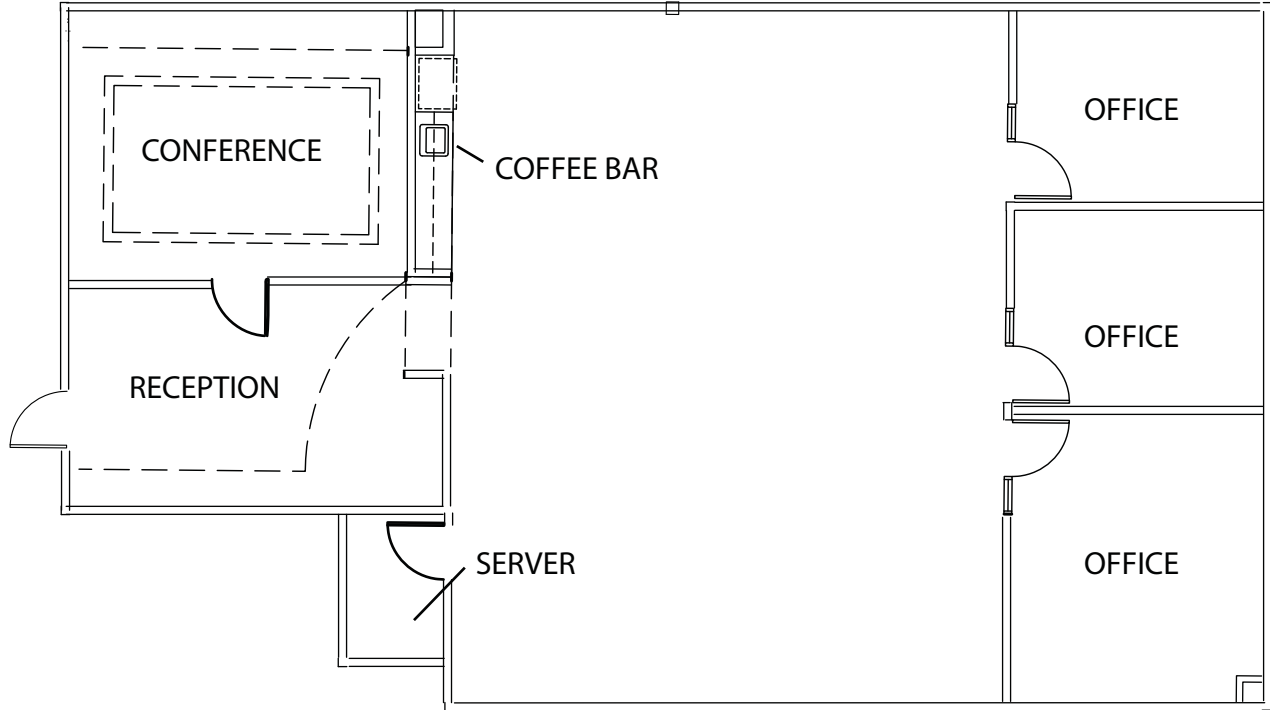 OFFICE
CONFERENCE
COFFEE BAR
OFFICE
RECEPTION
SERVER
OFFICE